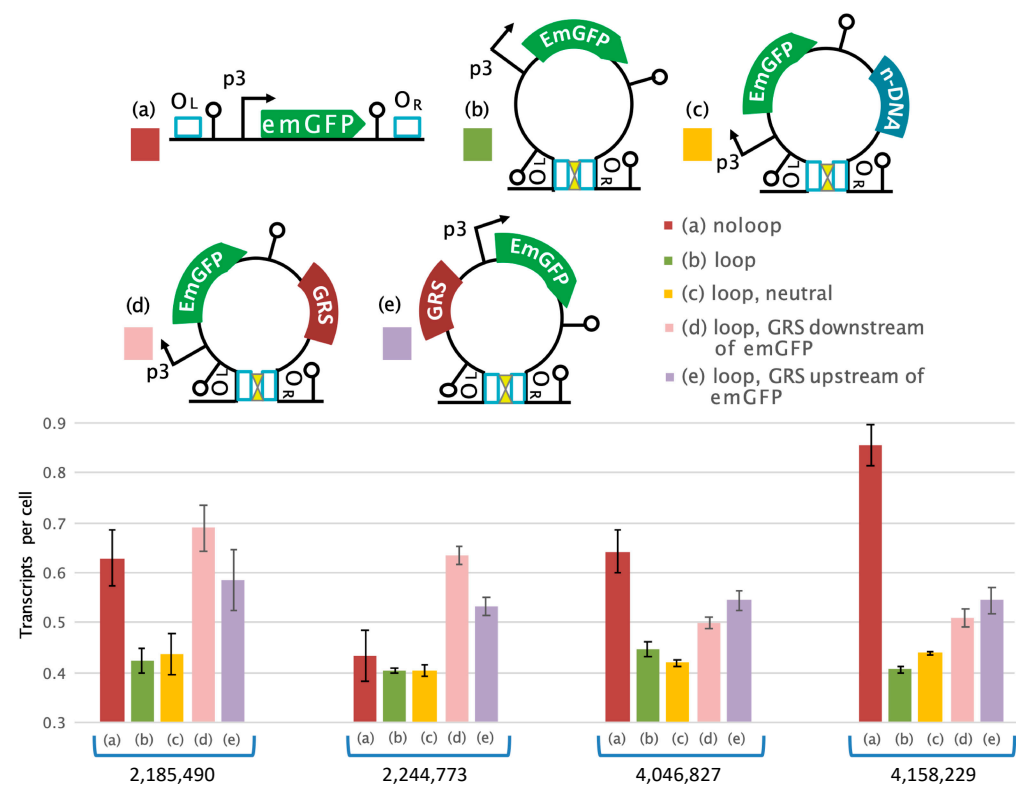 (a)
OL
p3
emGFP
OR
(b)
p3
EmGFP
OL
OR
(c)
p3
EmGFP
n-DNA
OL
OR
(d)
p3
EmGFP
GRS
OL
OR
(e)
p3
GRS
EmGFP
OL
OR
(a) noloop
(b) loop
(c) loop, neutral
(d) loop, GRS downstream
of emGFP
(e) loop, GRS upstream of
emGFP
Transcripts per cell
0.9
0.8
0.7
0.6
0.5
0.4
0.3
(a) (b) (c) (d) (e)
(a) (b) (c) (d) (e)
(a) (b) (c) (d) (e)
(a) (b) (c) (d) (e)
2,185,490
2,244,773
4,046,827
4,158,229